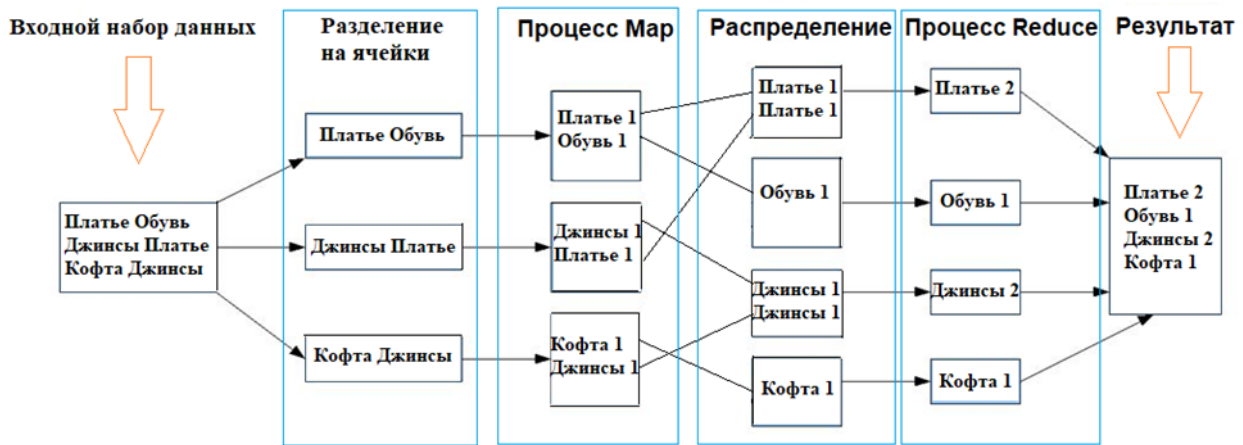 Входной набор данных
Разделение
на ячейки
Процесс Map
Распределение
Процесс Reduce
Результат
Платье Обувь
Джинсы Платье
Кофта Джинсы
Платье Обувь
Джинсы Платье
Кофта Джинсы
Платье 1
Обувь 1
Джинсы 1
Платье 1
Кофта 1
Джинсы 1
Платье 1
Платье 1
Обувь 1
Джинсы 1
Джинсы 1
Кофта 1
Платье 2
Обувь 1
Джинсы 2
Кофта 1
Платье 2
Обувь 1
Джинсы 2
Кофта 1